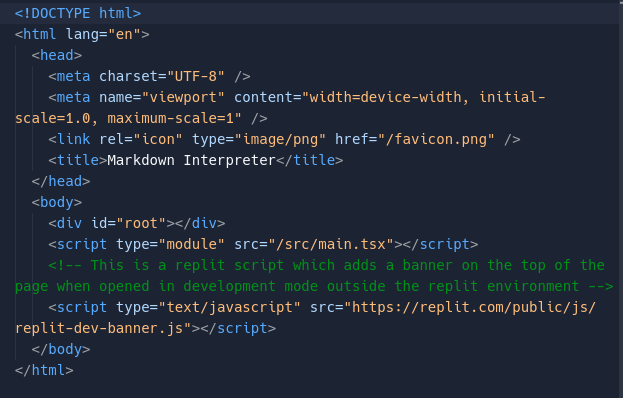 <!DOCTYPE html>
<html lang="en">
  <head>
    <meta charset="UTF-8" />
    <meta name="viewport" content="width=device-width, initial-
scale=1.0, maximum-scale=1" />
    <link rel="icon" type="image/png" href="/favicon.png" />
    <title>Markdown Interpreter</title>
  </head>
  <body>
    <div id="root"></div>
    <script type="module" src="/src/main.tsx"></script>
    <!-- This is a replit script which adds a banner on the top of the
page when opened in development mode outside the replit environment -->
    <script type="text/javascript" src="https://replit.com/public/js/
replit-dev-banner.js"></script>
  </body>
</html>